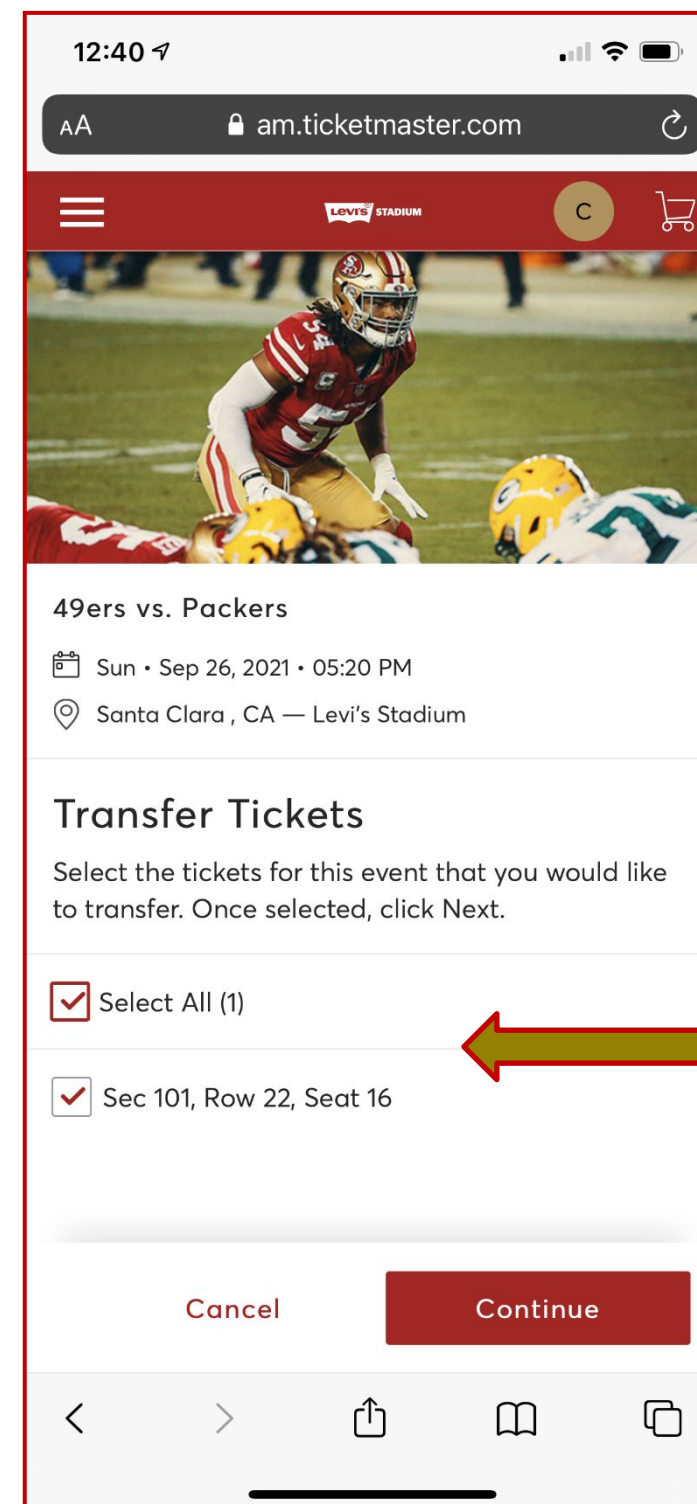 12:40
AA am.ticketmaster.com
LEVI'S STADIUM C
54
C
G
49ers vs. Packers
Sun • Sep 26, 2021 • 05:20 PM
Santa Clara , CA — Levi's Stadium
Transfer Tickets
Select the tickets for this event that you would like
to transfer. Once selected, click Next.
Select All (1)
Sec 101, Row 22, Seat 16
Cancel Continue